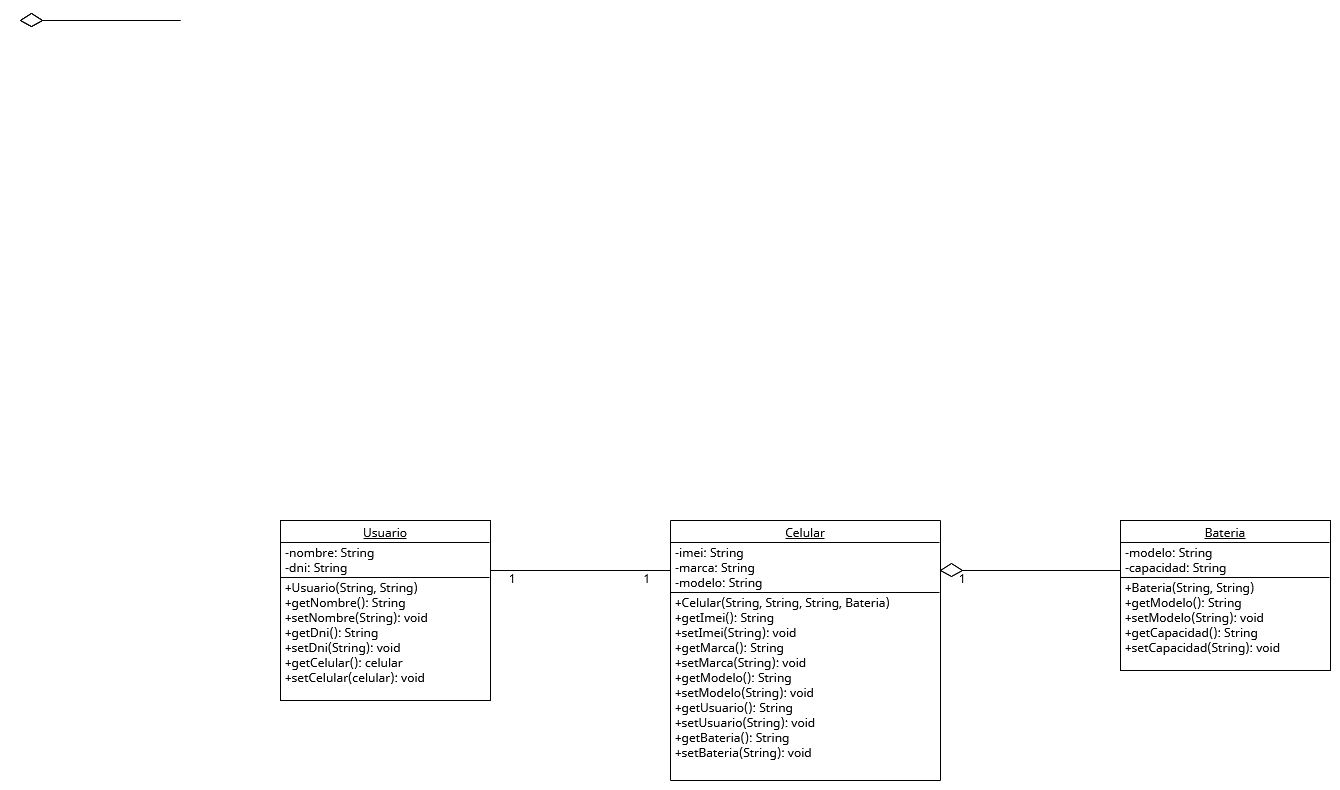 Usuario
-nombre: String
-dni: String
+Usuario(String, String)
+getNombre(): String
+setNombre(String): void
+getDni(): String
+setDni(String): void
+getCelular(): celular
+setCelular(celular): void
1
1
Celular
-imei: String
-marca: String
-modelo: String
+Celular(String, String, String, Bateria)
+getImei(): String
+setImei(String): void
+getMarca(): String
+setMarca(String): void
+getModelo(): String
+setModelo(String): void
+getUsuario(): String
+setUsuario(String): void
+getBateria(): String
+setBateria(String): void
1
Bateria
-modelo: String
-capacidad: String
+Bateria(String, String)
+getModelo(): String
+setModelo(String): void
+getCapacidad(): String
+setCapacidad(String): void